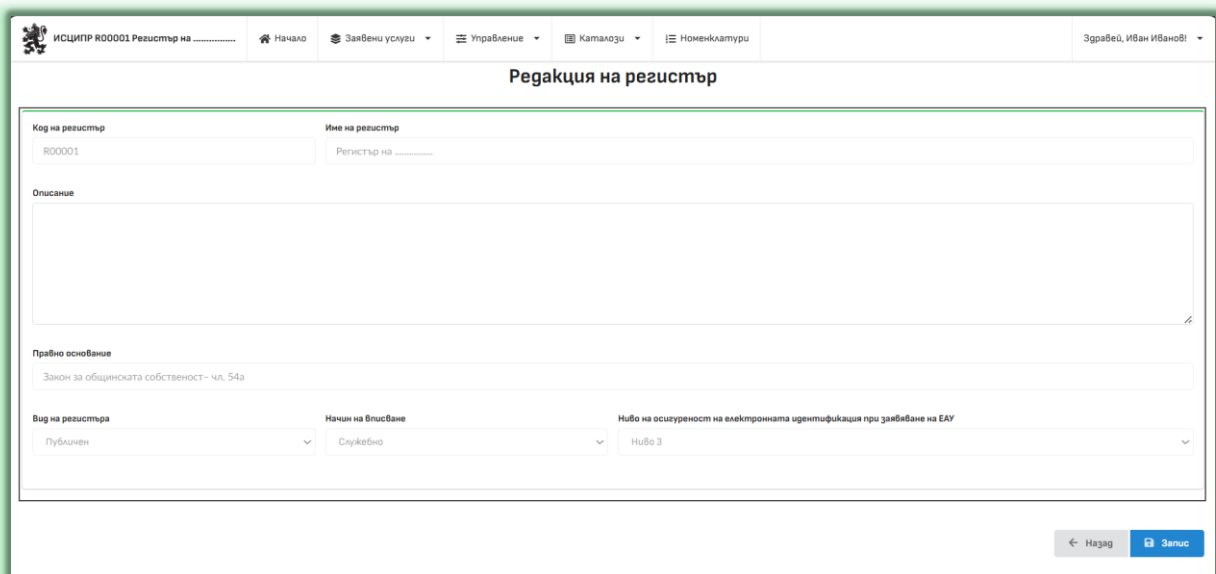 ИСЦИПР R00001 Регистър на ................ Начало Заявени услуги Управление Каталози Номенклатури Здравей, Иван Иванов!
Редакция на регистър
Код на регистър Име на регистър
R00001 Регистър на ................
Описание
Правно основание
Закон за общинската собственост– чл. 54а
Вид на регистъра Начин на вписване Ниво на осигуреност на електронната идентификация при заявяване на ЕАУ
Публичен Служебно Ниво 3
Назад Запис